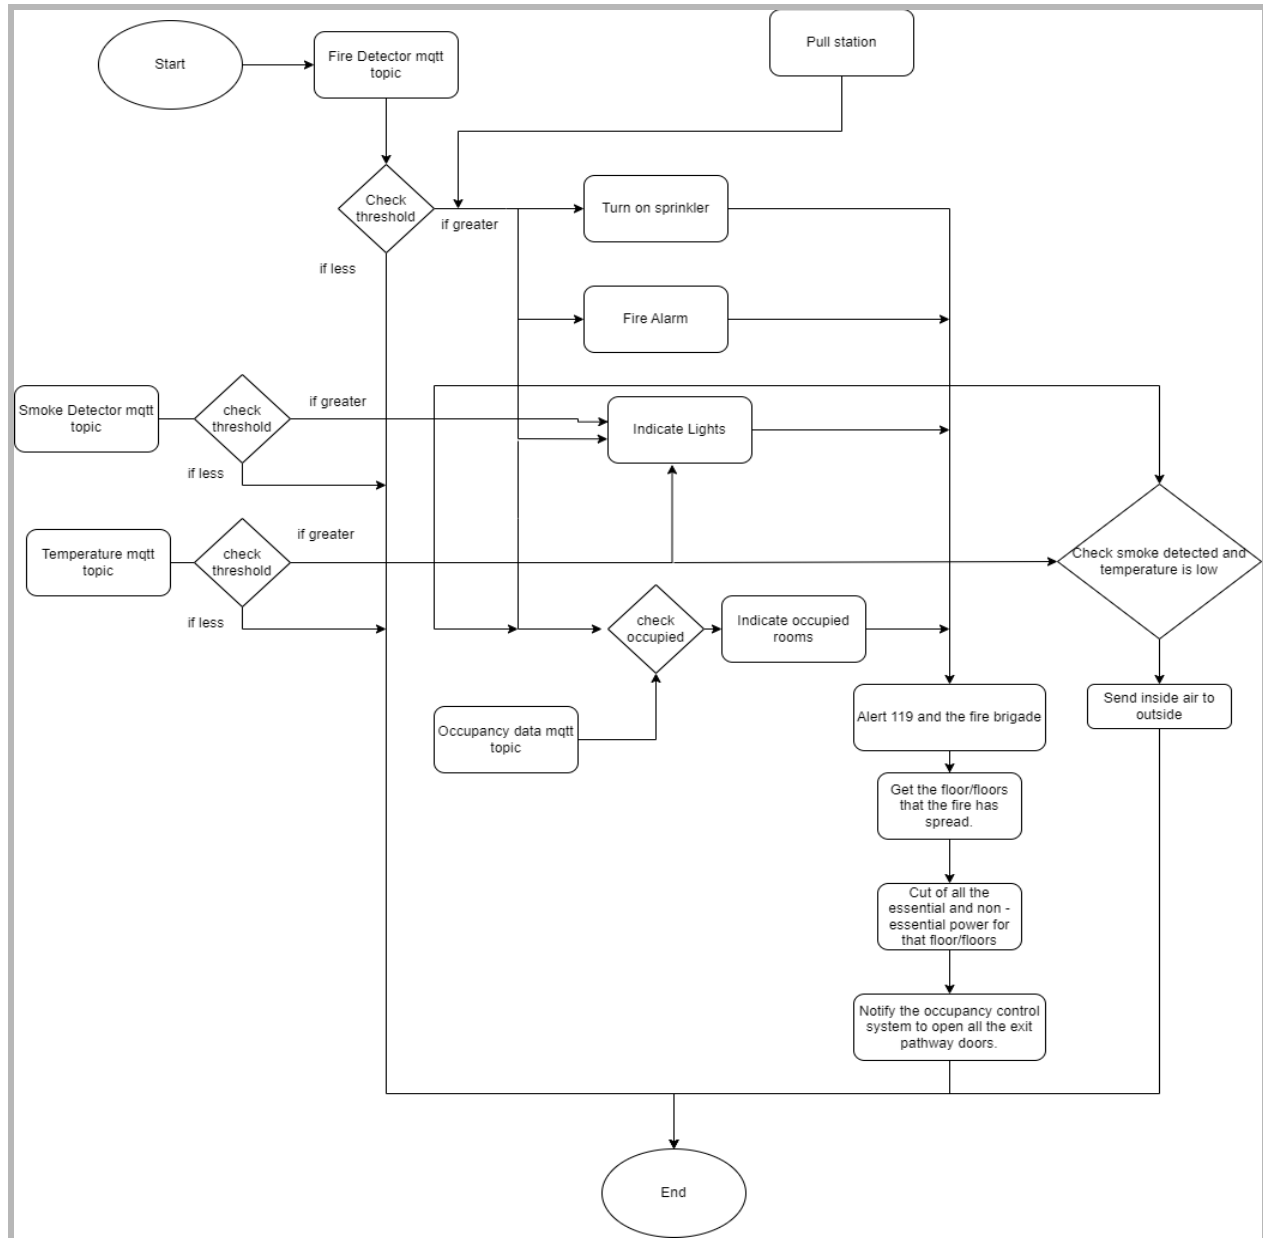 Pull station
Start
Fire Detector mqtt
topic
Check
threshold
if greater
Turn on sprinkler
if less
Fire Alarm
Smoke Detector mqtt
topic
check
threshold
if greater
Indicate Lights
if less
Temperature mqtt
topic
check
threshold
if greater
Check smoke detected and
temperature is low
if less
check
occupied
Indicate occupied
rooms
Occupancy data mqtt
topic
Alert 119 and the fire brigade
Send inside air to
outside
Get the floor/floors
that the fire has
spread.
Cut of all the
essential and non -
essential power for
that floor/floors
Notify the occupancy control
system to open all the exit
pathway doors.
End